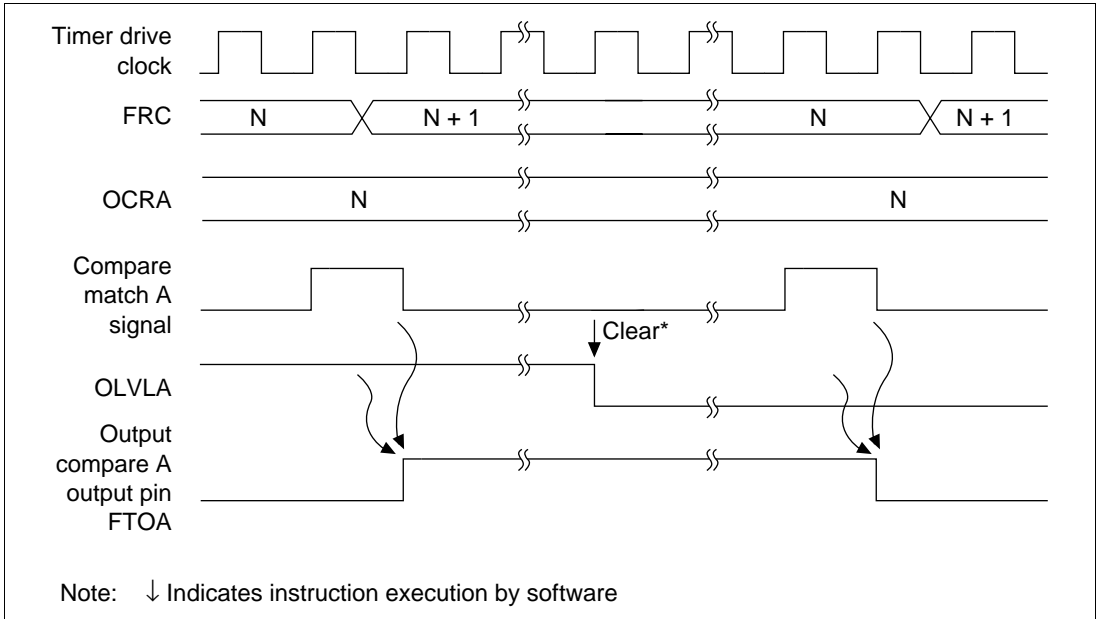 Timer drive
clock
FRC
N
N + 1
N
N + 1
OCRA
N
N
Compare
match A
signal
Clear*
OLVLA
Output
compare A
output pin
FTOA
Note: ↓ Indicates instruction execution by software